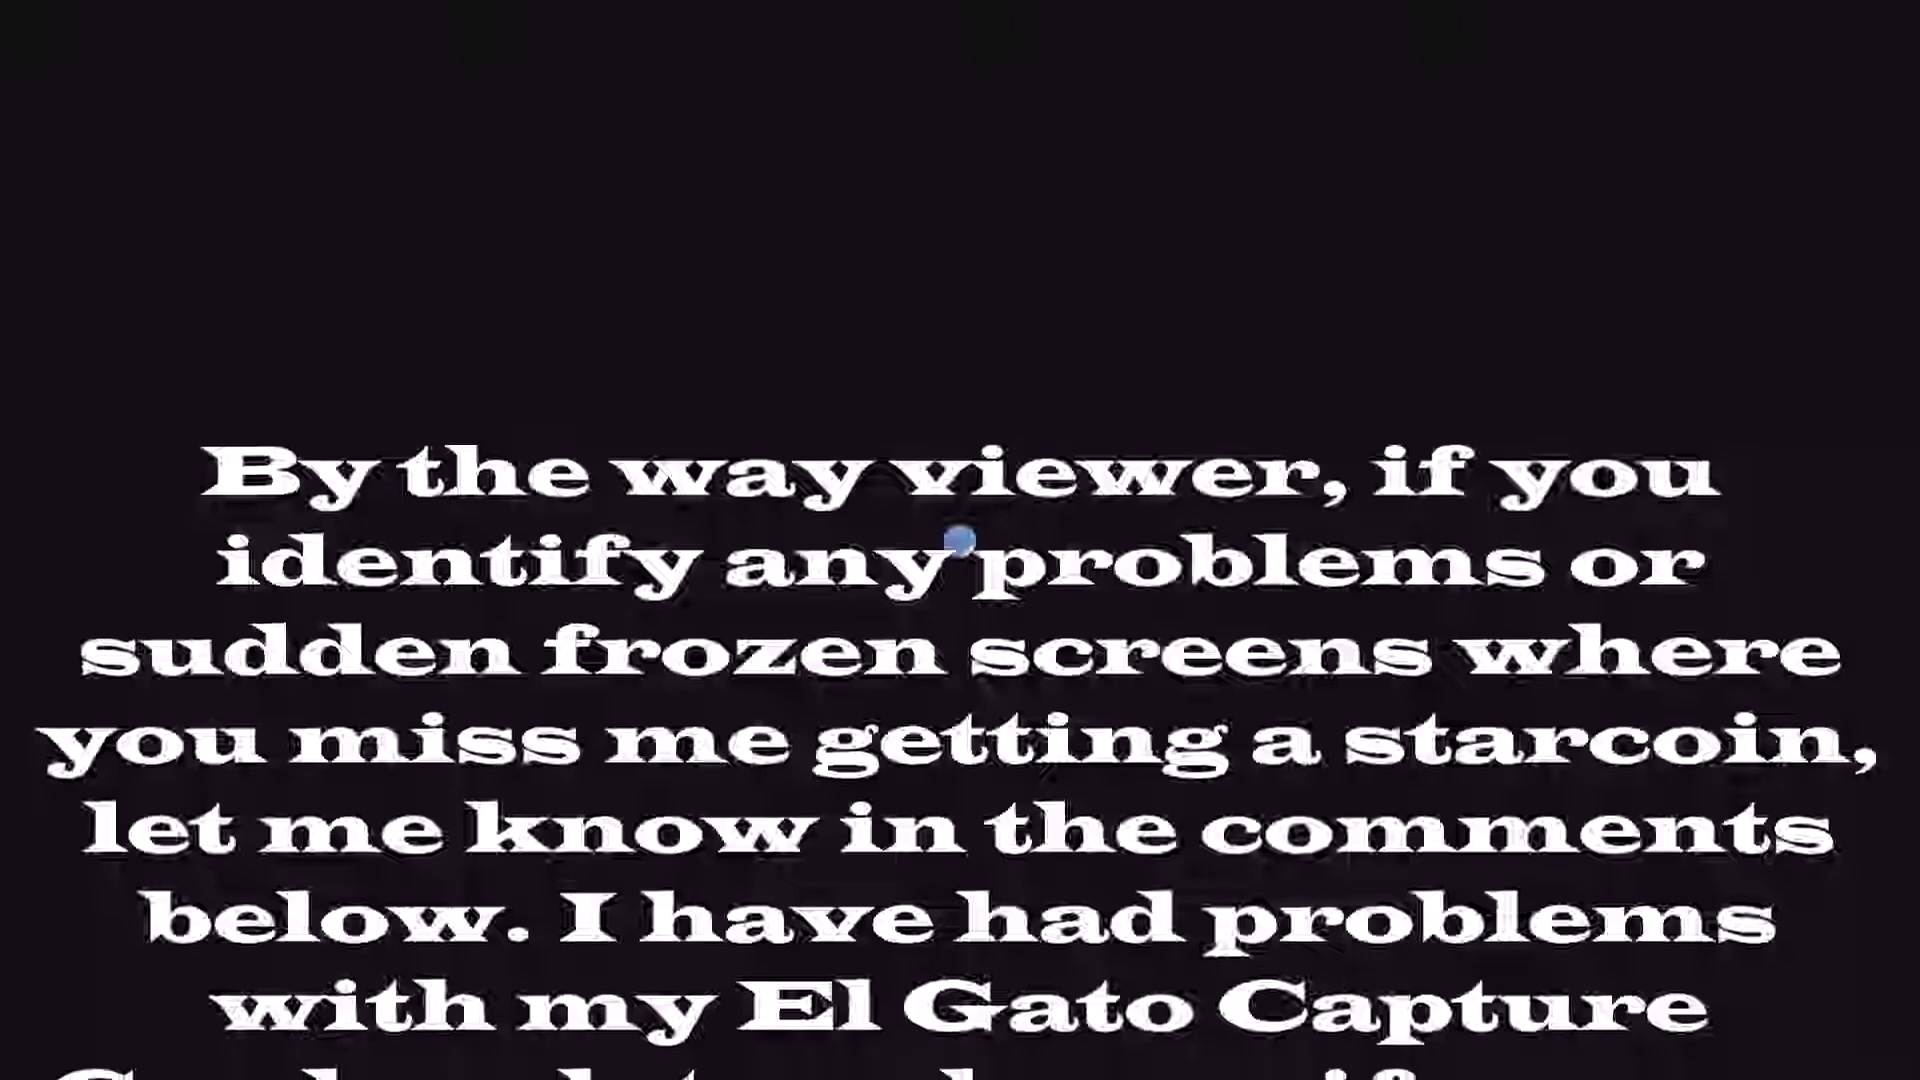 By the way viewer, if you
identify any problems or
sudden frozen screens where
you miss me getting a starcoin,
let me know in the comments
below. I have had problems
with my El Gato Capture